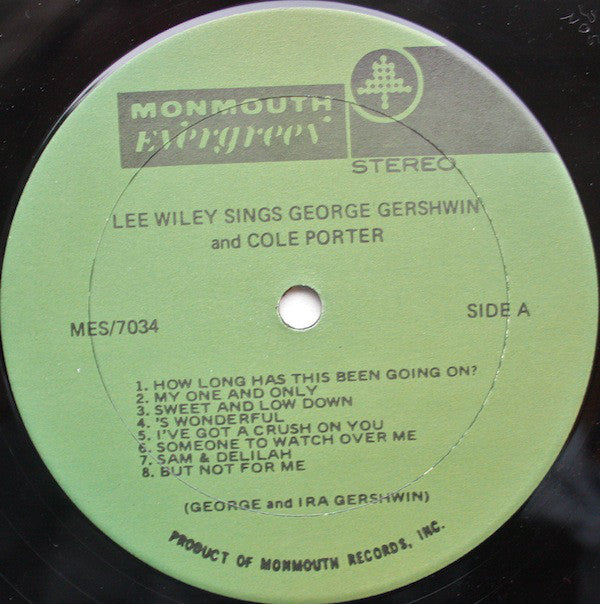 MONMOUTH
Evergreen
STEREO
LEE WILEY SINGS GEORGE GERSHWIN
and COLE PORTER
MES/7034
SIDE A
1. HOW LONG HAS THIS BEEN GOING ON?
2. MY ONE AND ONLY
3. SWEET AND LOW DOWN
4. 'S WONDERFUL
5. I'VE GOT A CRUSH ON YOU
6. SOMEONE TO WATCH OVER ME
7. SAM & DELILAH
8. BUT NOT FOR ME
(GEORGE and IRA GERSHWIN)
PRODUCT OF MONMOUTH RECORDS, INC.